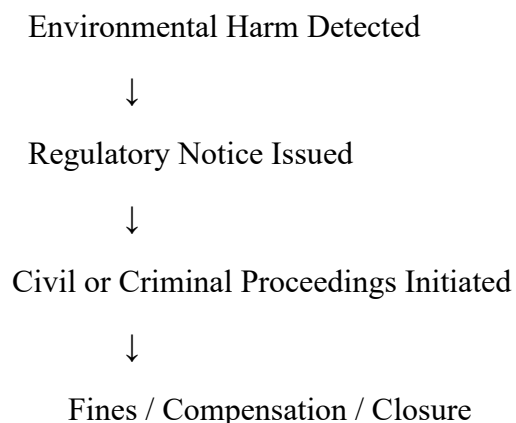 Environmental Harm Detected
↓
Regulatory Notice Issued
↓
Civil or Criminal Proceedings Initiated
↓
Fines / Compensation / Closure